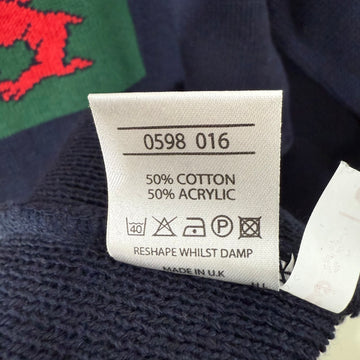 0598 016
50% COTTON
50% ACRYLIC
40
RESHAPE WHILST DAMP
MADE IN U.K